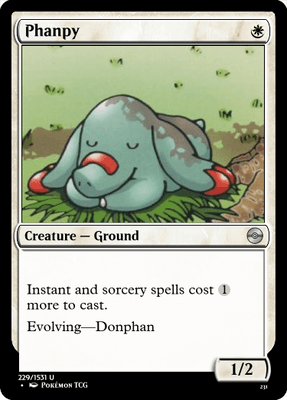 Phanpy
Creature — Ground
Instant and sorcery spells cost 1
more to cast.
Evolving—Donphan
1/2
229/1531 U
• Pokémon TCG